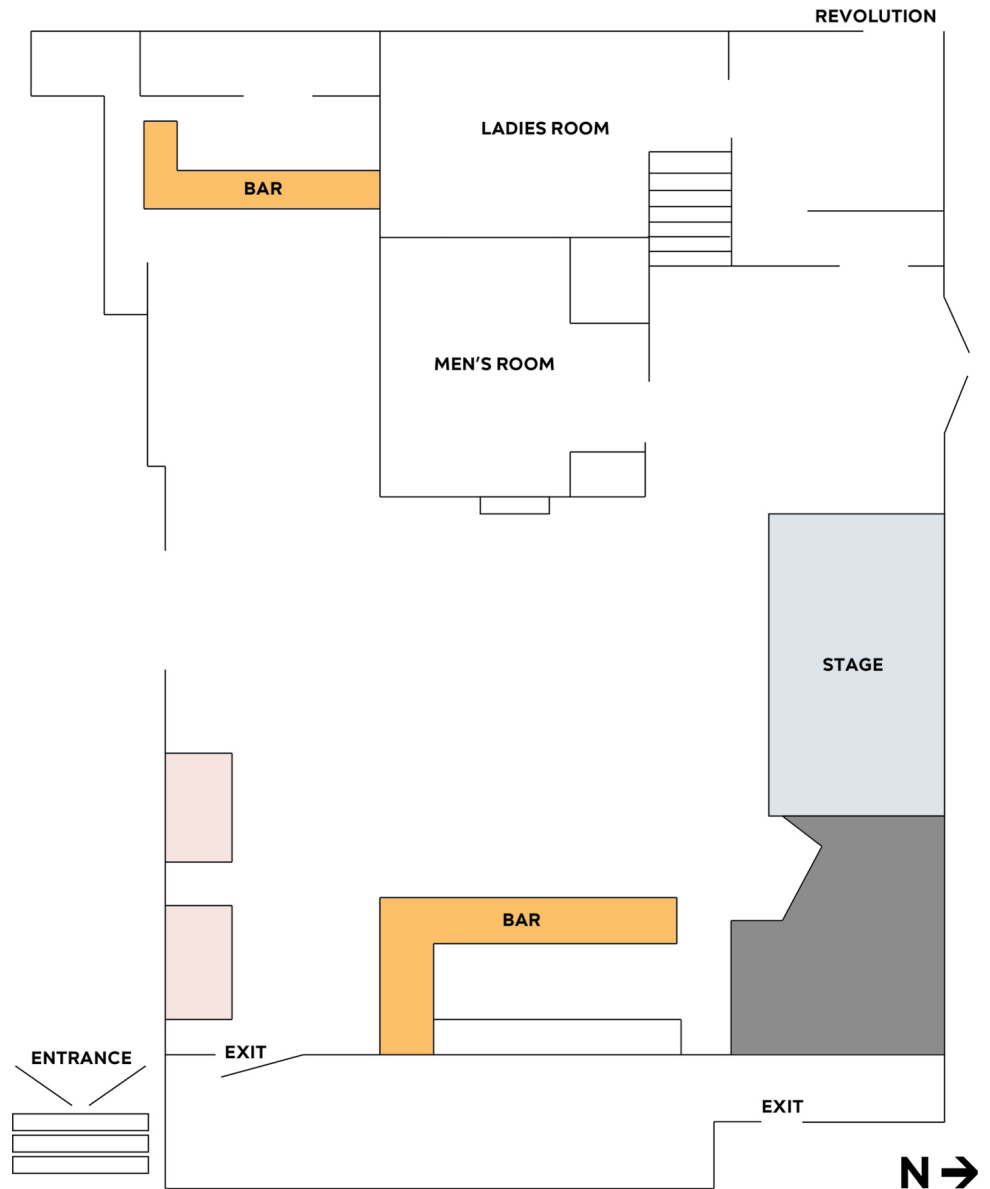 REVOLUTION
LADIES ROOM
BAR
MEN'S ROOM
STAGE
BAR
EXIT
ENTRANCE
EXIT
N →